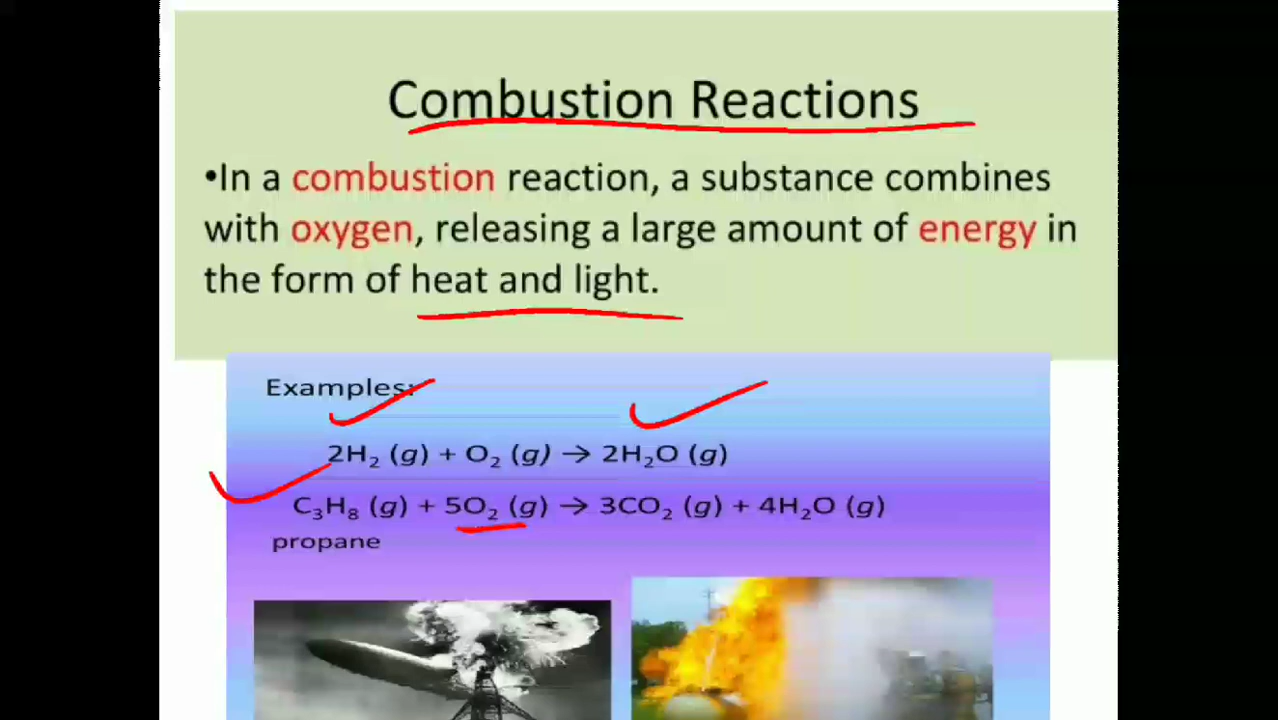 Combustion Reactions
•In a combustion reaction, a substance combines
with oxygen, releasing a large amount of energy in
the form of heat and light.
Examples:
2H₂ (g) + O₂ (g) → 2H₂O (g)
C₃H₈ (g) + 5O₂ (g) → 3CO₂ (g) + 4H₂O (g)
propane